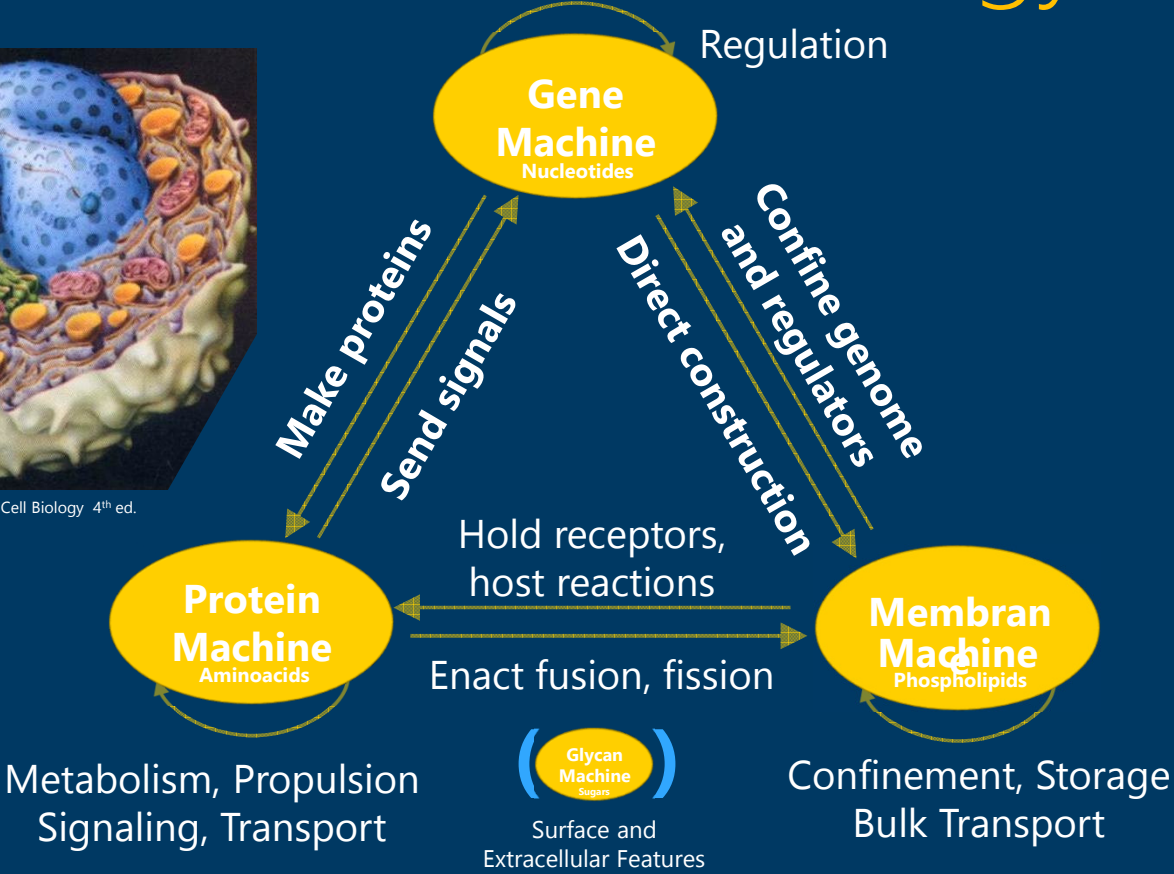 Regulation
Gene
Machine
Nucleotides
Make proteins
Send signals
Direct construction
Confine genome
and regulators
Cell Biology 4th ed.
Hold receptors,
host reactions
Protein
Machine
Aminoacids
Membran
e
Machine
Phospholipids
Enact fusion, fission
Metabolism, Propulsion
Signaling, Transport
(
Glycan
Machine
Sugars
)
Surface and
Extracellular Features
Confinement, Storage
Bulk Transport